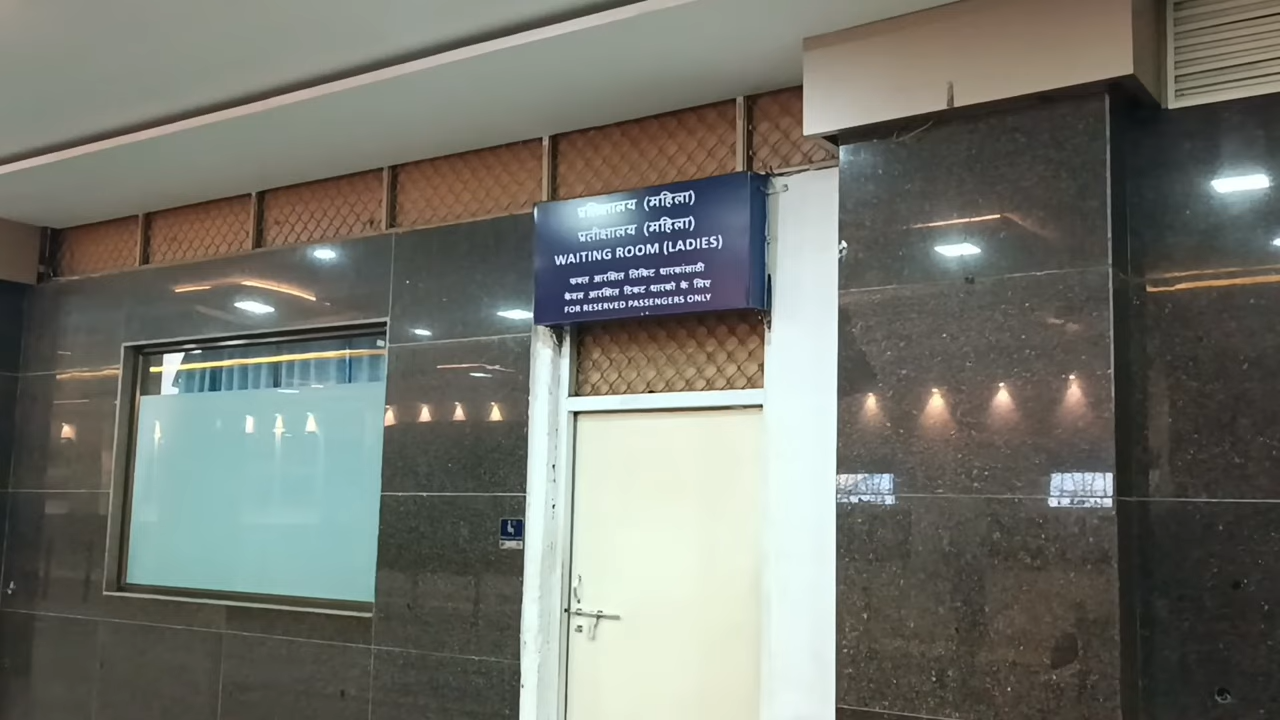 प्रतिक्षालय (महिला)
प्रतीक्षालय (महिला)
WAITING ROOM (LADIES)
फक्त आरक्षित तिकिट धारकांसाठी
केवल आरक्षित टिकट धारको के लिए
FOR RESERVED PASSENGERS ONLY